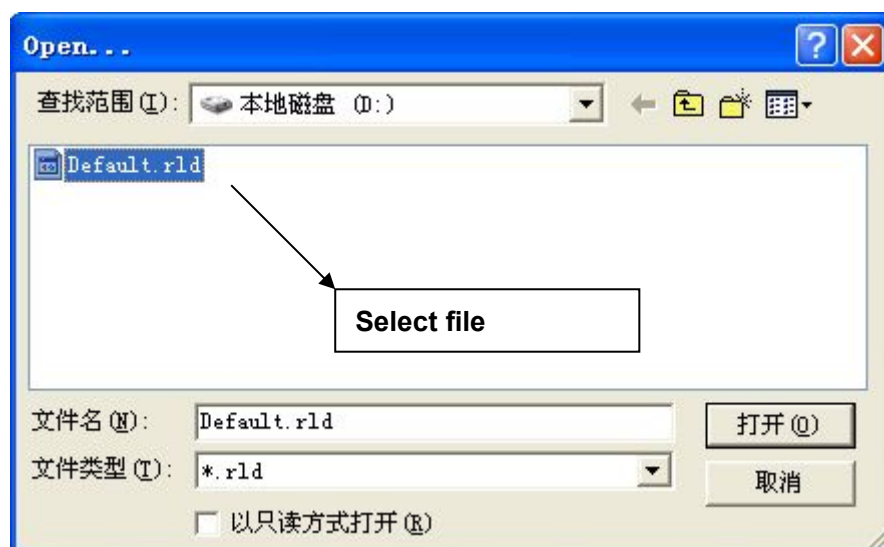 Open...
查找范围(I): 本地磁盘 (D:)
Default.rld
Select file
文件名(N): Default.rld 打开(O)
文件类型(T): *.rld 取消
以只读方式打开(R)